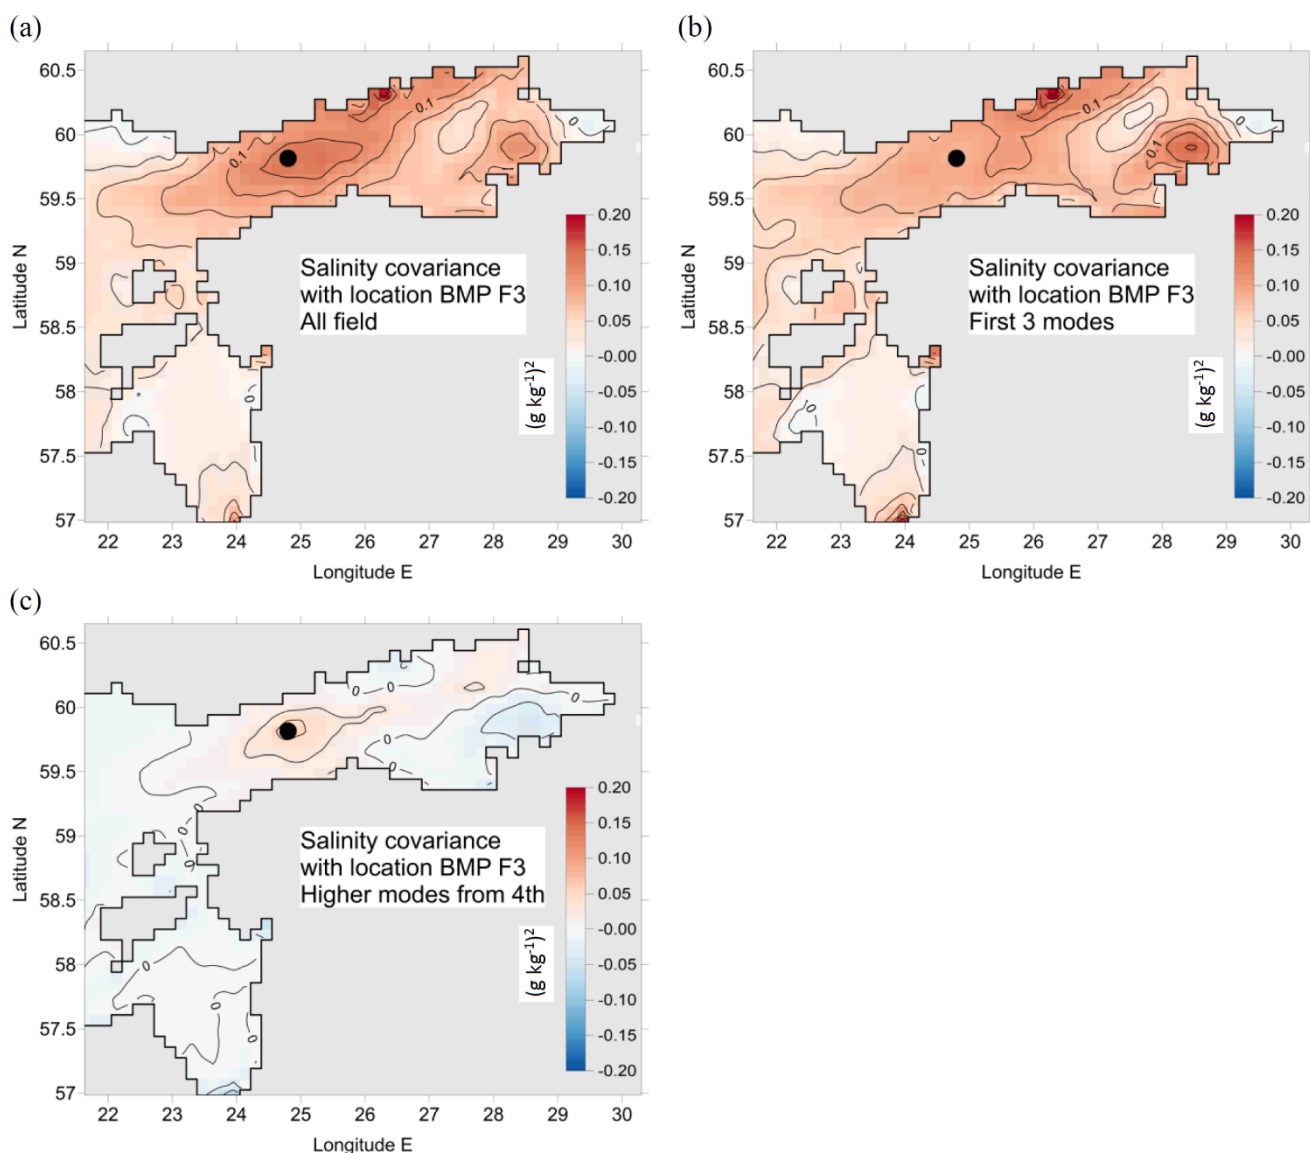 (a)
(b)
60.5
60
59.5
59
58.5
58
57.5
57
Latitude N
0.1
0.1
0
0
Salinity covariance
with location BMP F3
All field
(g kg⁻¹)²
0.20
0.15
0.10
0.05
-0.00
-0.05
-0.10
-0.15
-0.20
22 23 24 25 26 27 28 29 30
Longitude E
60.5
60
59.5
59
58.5
58
57.5
57
Latitude N
0.1
0.1
0
0
0
Salinity covariance
with location BMP F3
First 3 modes
(g kg⁻¹)²
0.20
0.15
0.10
0.05
-0.00
-0.05
-0.10
-0.15
-0.20
22 23 24 25 26 27 28 29 30
Longitude E
(c)
60.5
60
59.5
59
58.5
58
57.5
57
Latitude N
0
0
0
0
0
0
0
0
0
0
0
Salinity covariance
with location BMP F3
Higher modes from 4th
(g kg⁻¹)²
0.20
0.15
0.10
0.05
-0.00
-0.05
-0.10
-0.15
-0.20
22 23 24 25 26 27 28 29 30
Longitude E